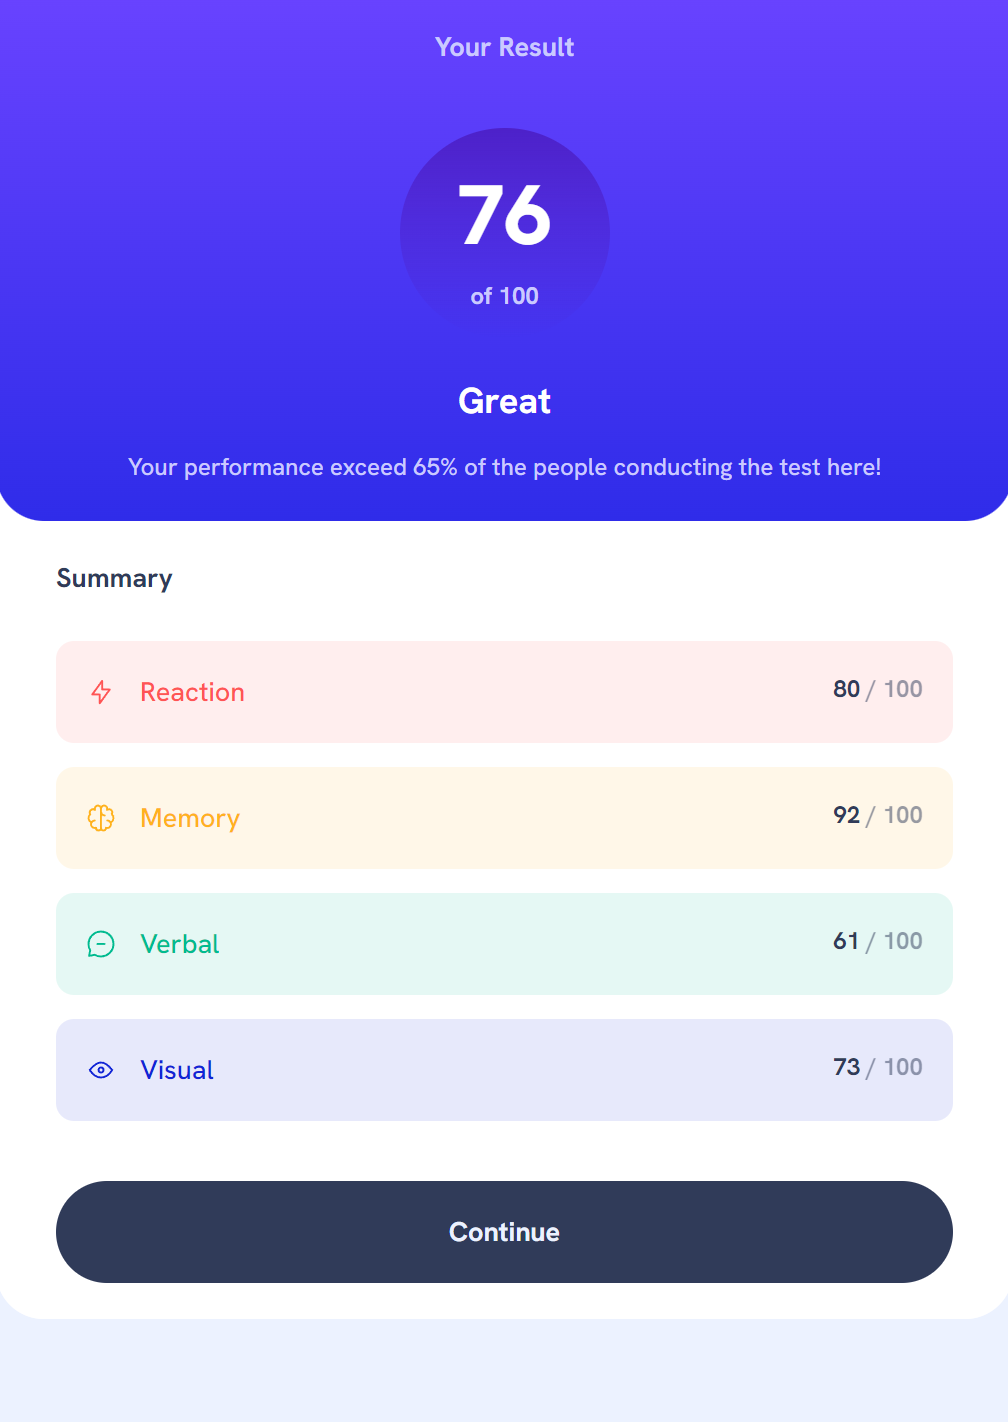 Your Result
76
of 100
Great
Your performance exceed 65% of the people conducting the test here!
Summary
Reaction 80 / 100
Memory 92 / 100
Verbal 61 / 100
Visual 73 / 100
Continue